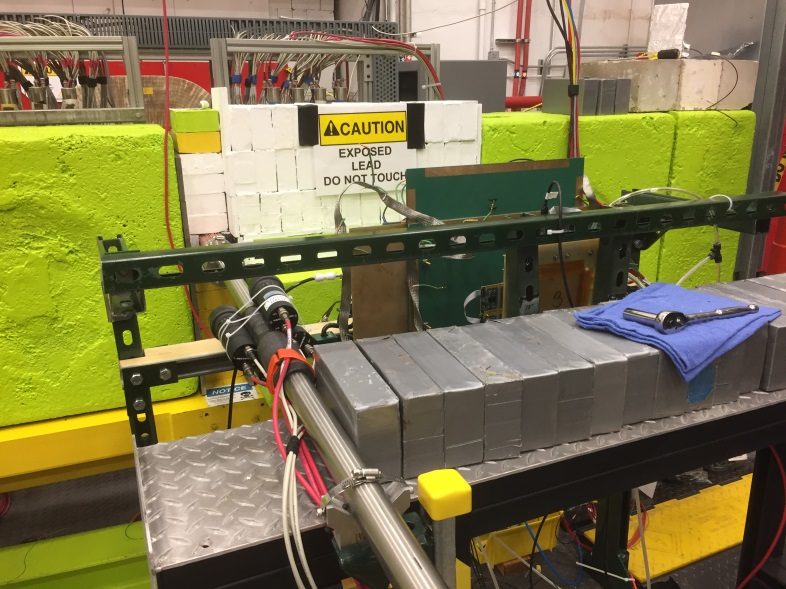 CAUTION
EXPOSED
LEAD
DO NOT TOUCH
NOTICE